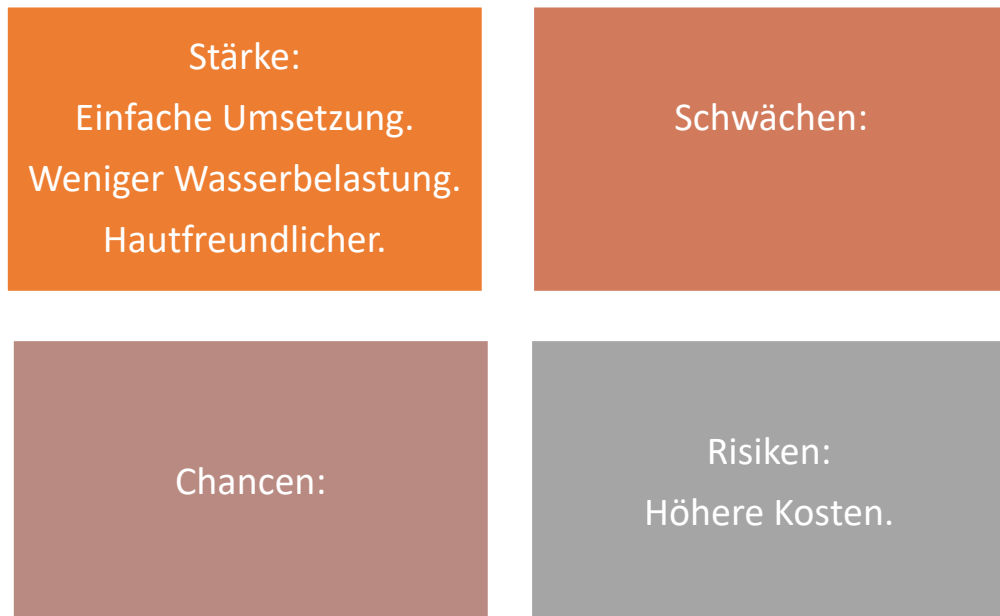 Stärke:
Einfache Umsetzung.
Weniger Wasserbelastung.
Hautfreundlicher.
Schwächen:
Chancen:
Risiken:
Höhere Kosten.